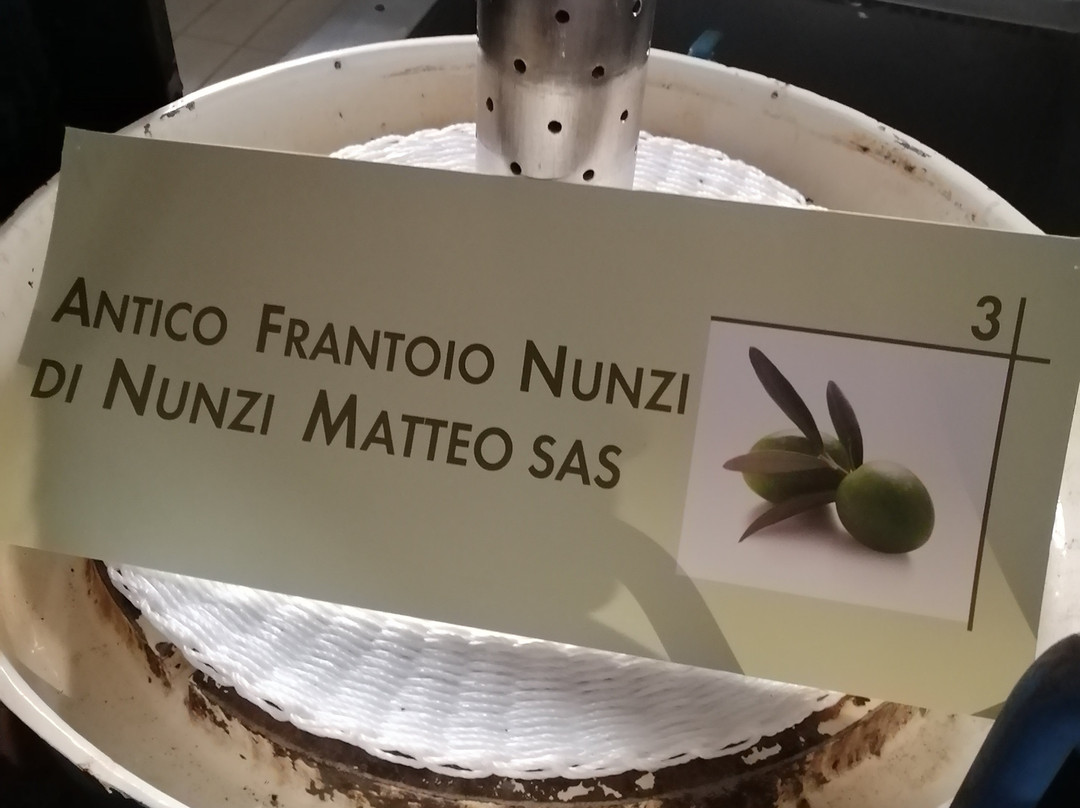 3
ANTICO FRANTOIO NUNZI
DI NUNZI MATTEO SAS